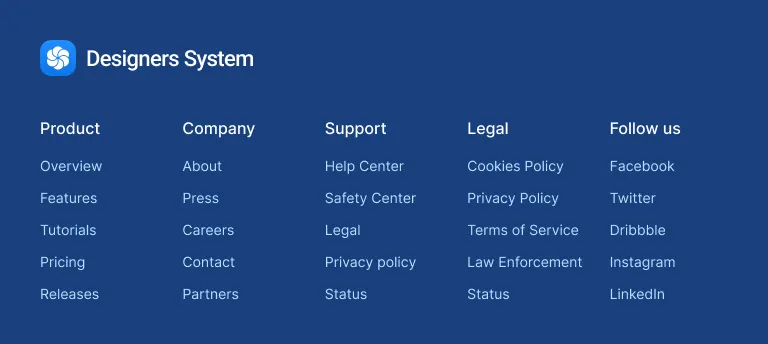 Designers System
Product
Overview
Features
Tutorials
Pricing
Releases
Company
About
Press
Careers
Contact
Partners
Support
Help Center
Safety Center
Legal
Privacy policy
Status
Legal
Cookies Policy
Privacy Policy
Terms of Service
Law Enforcement
Status
Follow us
Facebook
Twitter
Dribbble
Instagram
LinkedIn